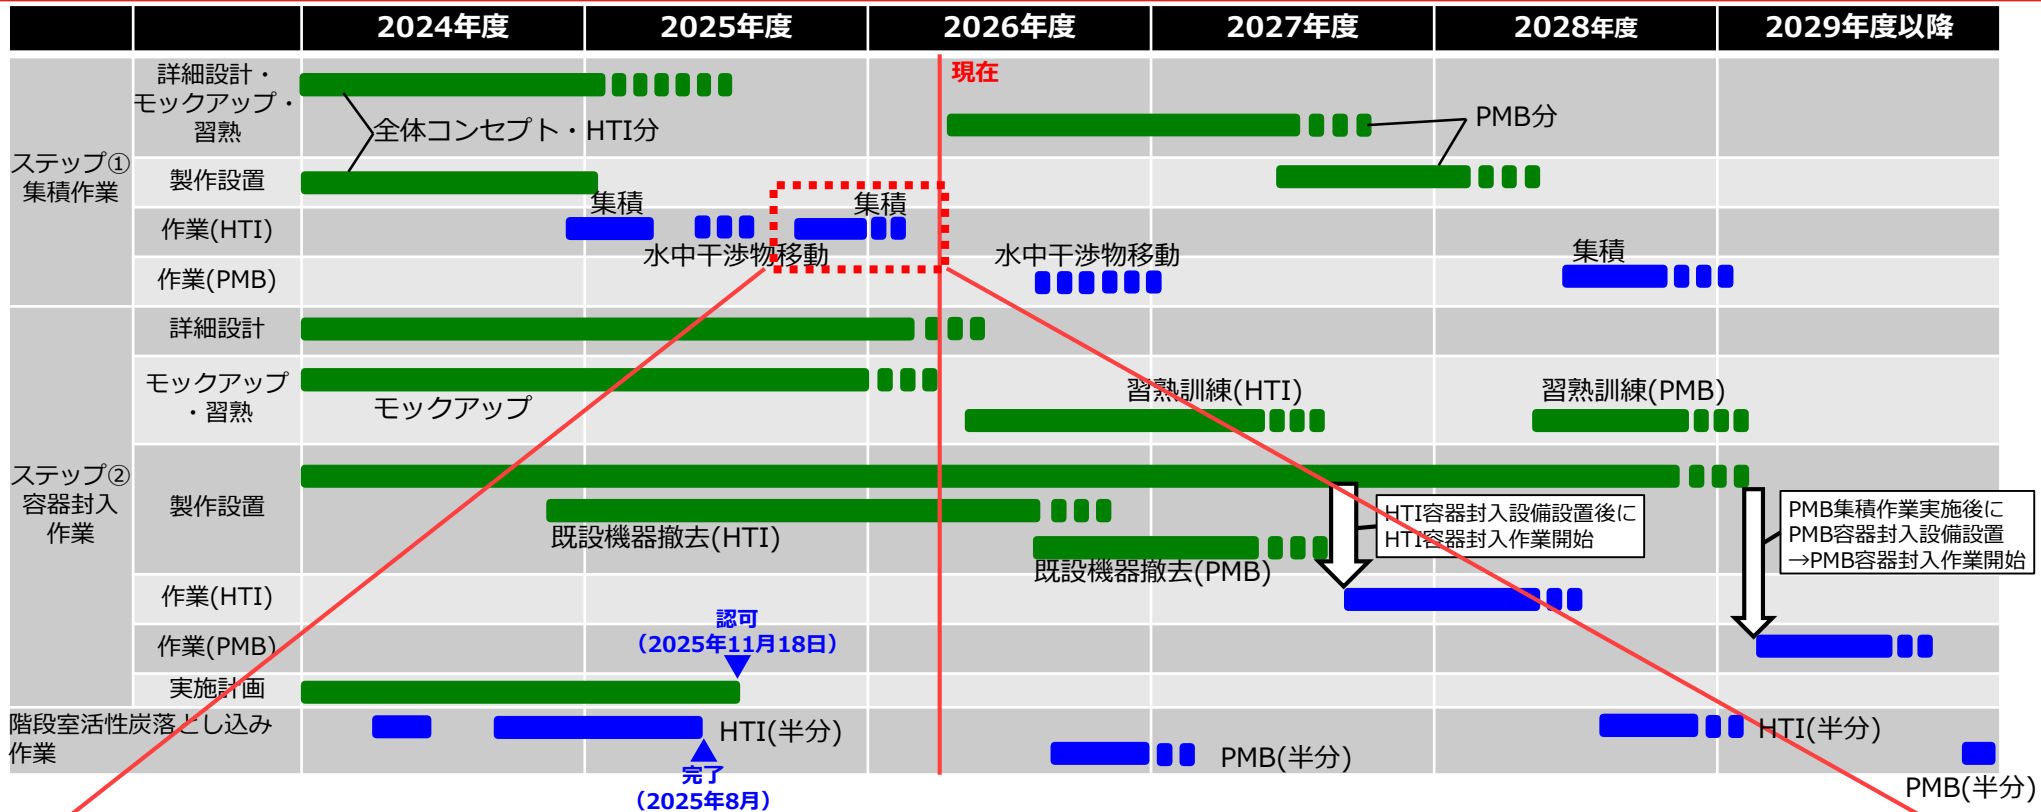 2024年度
2025年度
2026年度
2027年度
2028年度
2029年度以降
現在
ステップ①
集積作業
詳細設計・
モックアップ・
習熟
全体コンセプト・HTI分
PMB分
製作設置
作業(HTI)
集積
水中干渉物移動
集積
作業(PMB)
水中干渉物移動
集積
ステップ②
容器封入
作業
詳細設計
モックアップ
・習熟
モックアップ
習熟訓練(HTI)
習熟訓練(PMB)
製作設置
既設機器撤去(HTI)
既設機器撤去(PMB)
HTI容器封入設備設置後に
HTI容器封入作業開始
PMB集積作業実施後に
PMB容器封入設備設置
→PMB容器封入作業開始
作業(HTI)
作業(PMB)
認可
（2025年11月18日）
実施計画
階段室活性炭落とし込み
作業
HTI(半分)
完了
（2025年8月）
PMB(半分)
HTI(半分)
PMB(半分)